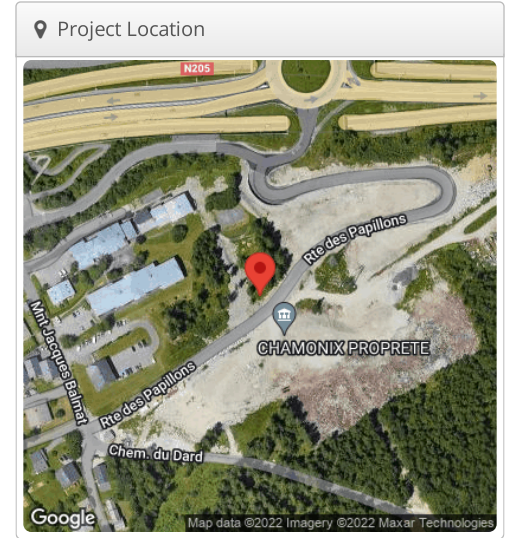 Project Location
N205
Rte des Papillons
CHAMONIX PROPRETE
Mnt Jacques Balmat
Rte des Papillons
Chem. du Dard
Google
Map data ©2022 Imagery ©2022 Maxar Technologies